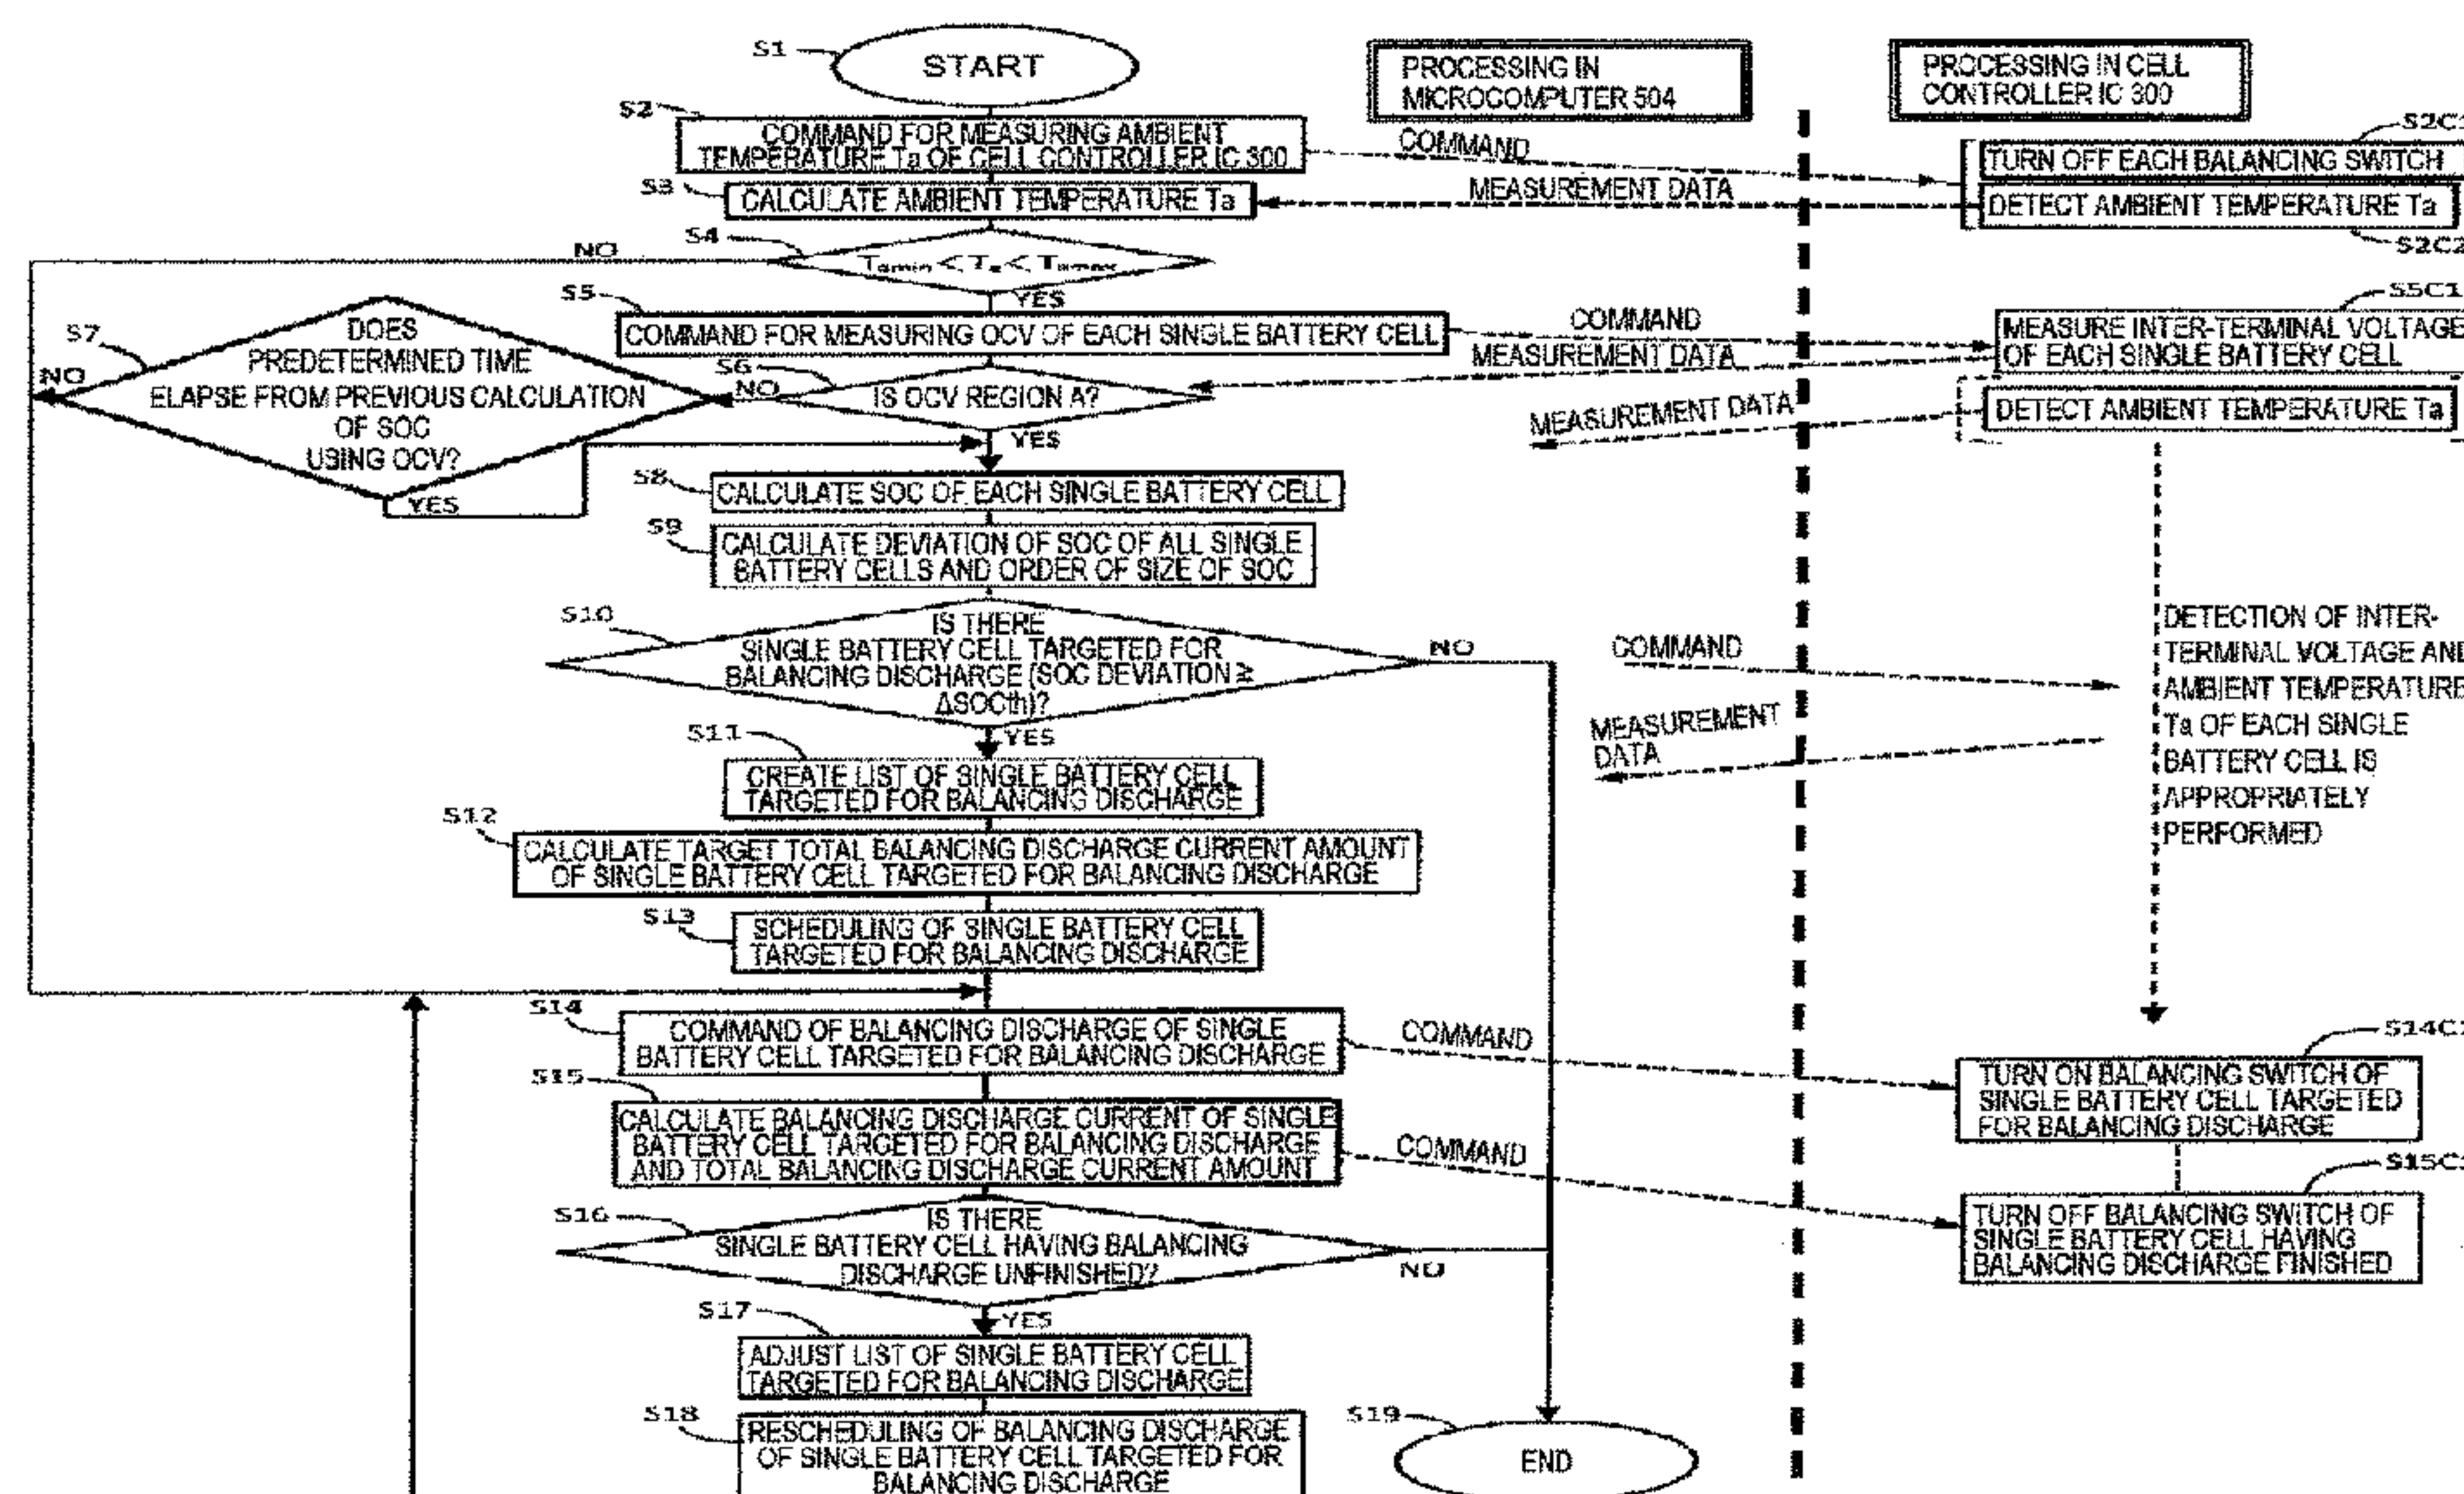 S1
START
PROCESSING IN
MICROCOMPUTER 504
PROCESSING IN CELL
CONTROLLER IC 300
S2
COMMAND FOR MEASURING AMBIENT
TEMPERATURE Ta OF CELL CONTROLLER IC 300
COMMAND
S2C1
TURN OFF EACH BALANCING SWITCH
S3
CALCULATE AMBIENT TEMPERATURE Ta
MEASUREMENT DATA
DETECT AMBIENT TEMPERATURE Ta
S2C2
S4
NO
Tamin < Ta < Tamax
YES
S5
COMMAND FOR MEASURING OCV OF EACH SINGLE BATTERY CELL
COMMAND
S5C1
MEASURE INTER-TERMINAL VOLTAGE
OF EACH SINGLE BATTERY CELL
MEASUREMENT DATA
S6
IS OCV REGION A?
NO
YES
S7
DOES
PREDETERMINED TIME
ELAPSE FROM PREVIOUS CALCULATION
OF SOC
USING OCV?
NO
YES
MEASUREMENT DATA
DETECT AMBIENT TEMPERATURE Ta
S8
CALCULATE SOC OF EACH SINGLE BATTERY CELL
S9
CALCULATE DEVIATION OF SOC OF ALL SINGLE
BATTERY CELLS AND ORDER OF SIZE OF SOC
S10
IS THERE
SINGLE BATTERY CELL TARGETED FOR
BALANCING DISCHARGE (SOC DEVIATION ≥
ΔSOCth)?
NO
YES
COMMAND
MEASUREMENT
DATA
DETECTION OF INTER-
TERMINAL VOLTAGE AND
AMBIENT TEMPERATURE
Ta OF EACH SINGLE
BATTERY CELL IS
APPROPRIATELY
PERFORMED
S11
CREATE LIST OF SINGLE BATTERY CELL
TARGETED FOR BALANCING DISCHARGE
S12
CALCULATE TARGET TOTAL BALANCING DISCHARGE CURRENT AMOUNT
OF SINGLE BATTERY CELL TARGETED FOR BALANCING DISCHARGE
S13
SCHEDULING OF SINGLE BATTERY CELL
TARGETED FOR BALANCING DISCHARGE
S14
COMMAND OF BALANCING DISCHARGE OF SINGLE
BATTERY CELL TARGETED FOR BALANCING DISCHARGE
COMMAND
TURN ON BALANCING SWITCH OF
SINGLE BATTERY CELL TARGETED
FOR BALANCING DISCHARGE
S15
CALCULATE BALANCING DISCHARGE CURRENT OF SINGLE
BATTERY CELL TARGETED FOR BALANCING DISCHARGE
AND TOTAL BALANCING DISCHARGE CURRENT AMOUNT
COMMAND
TURN OFF BALANCING SWITCH OF
SINGLE BATTERY CELL HAVING
BALANCING DISCHARGE FINISHED
S16
IS THERE
SINGLE BATTERY CELL HAVING BALANCING
DISCHARGE UNFINISHED?
NO
YES
S17
ADJUST LIST OF SINGLE BATTERY CELL
TARGETED FOR BALANCING DISCHARGE
S18
RESCHEDULING OF BALANCING DISCHARGE
OF SINGLE BATTERY CELL TARGETED FOR
BALANCING DISCHARGE
S19
END